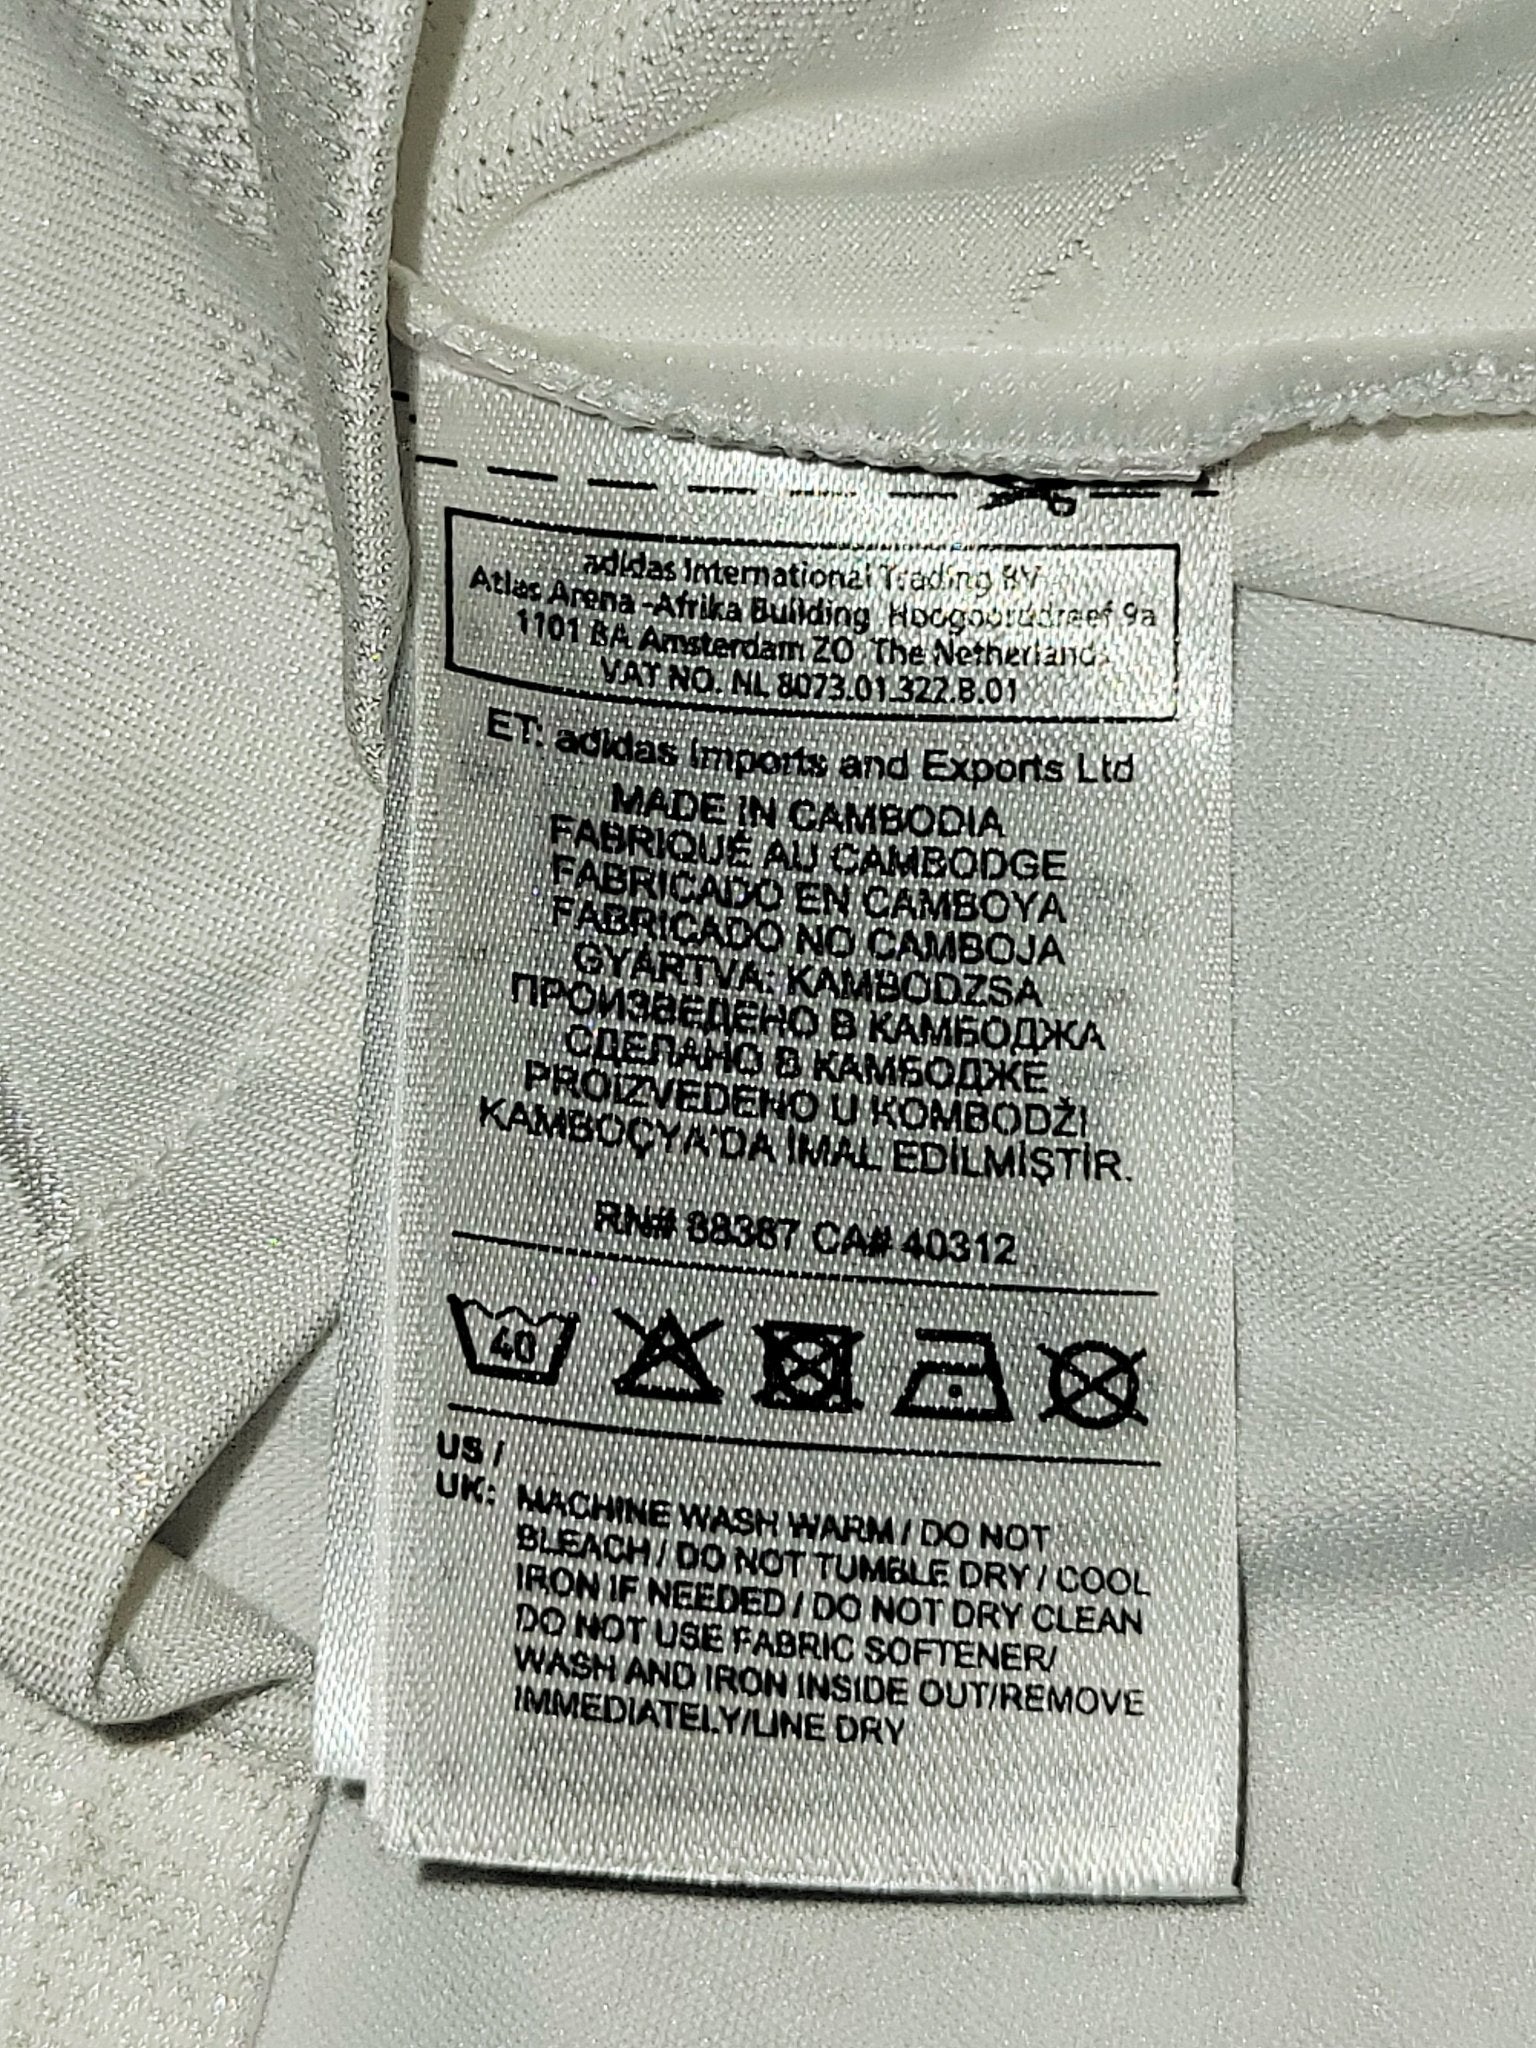 adidas International Trading BV
Atlas Arena -Afrika Building Hoogoorddreef 9a
1101 BA Amsterdam ZO The Netherlands
VAT NO. NL 8073.01.322.B.01
ET: adidas Imports and Exports Ltd
MADE IN CAMBODIA
FABRIQUÉ AU CAMBODGE
FABRICADO EN CAMBOYA
FABRICADO NO CAMBOJA
GYÁRTVA: KAMBODZSA
ПРОИЗВЕДЕНО В КАМБОДЖА
СДЕЛАНО В КАМБОДЖЕ
PROIZVEDENO U KOMBODŽI
KAMBOÇYA'DA İMAL EDİLMİŞTİR.
RN# 88387 CA# 40312
40
US /
UK: MACHINE WASH WARM / DO NOT
BLEACH / DO NOT TUMBLE DRY / COOL
IRON IF NEEDED / DO NOT DRY CLEAN
DO NOT USE FABRIC SOFTENER/
WASH AND IRON INSIDE OUT/REMOVE
IMMEDIATELY/LINE DRY